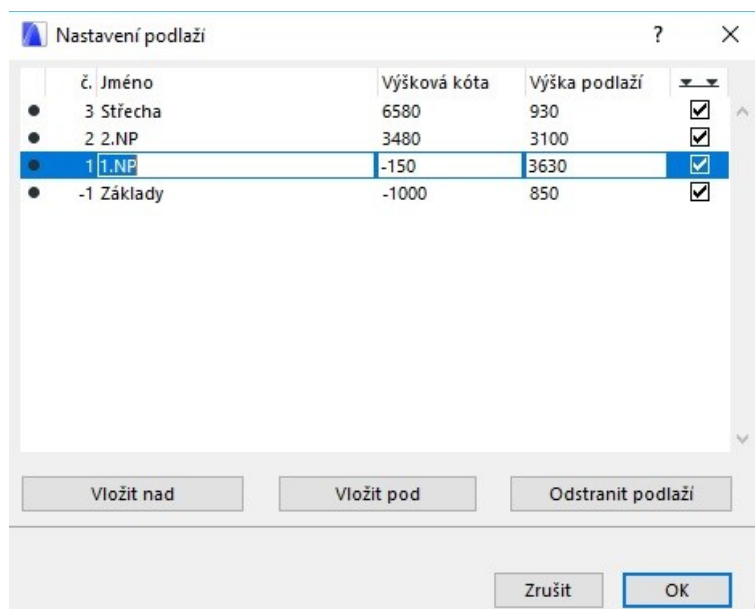 Nastavení podlaží ?
č. Jméno Výšková kóta Výška podlaží
3 Střecha 6580 930
2 2.NP 3480 3100
1 1.NP -150 3630
-1 Základy -1000 850
Vložit nad Vložit pod Odstranit podlaží
Zrušit OK